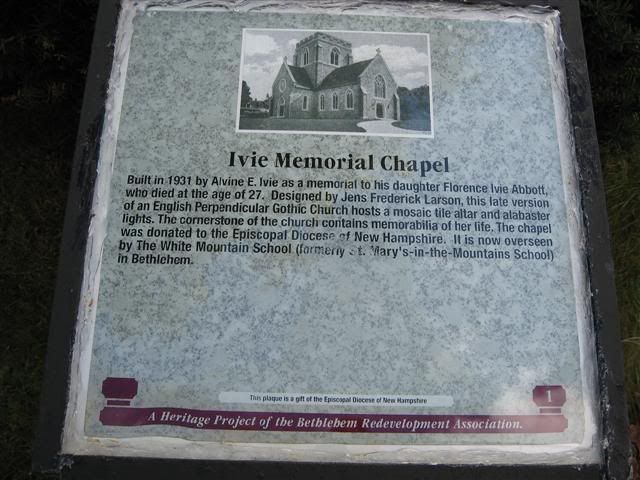 Ivie Memorial Chapel
Built in 1931 by Alvine E. Ivie as a memorial to his daughter Florence Ivie Abbott,
who died at the age of 27. Designed by Jens Frederick Larson, this late version
of an English Perpendicular Gothic Church hosts a mosaic tile altar and alabaster
lights. The cornerstone of the church contains memorabilia of her life. The chapel
was donated to the Episcopal Diocese of New Hampshire. It is now overseen
by The White Mountain School (formerly St. Mary's-in-the-Mountains School)
in Bethlehem.
This plaque is a gift of the Episcopal Diocese of New Hampshire
1
A Heritage Project of the Bethlehem Redevelopment Association.